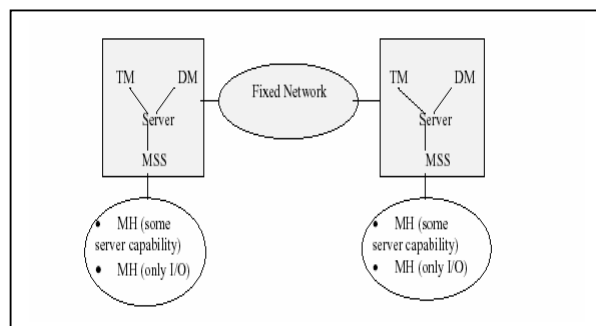 TM DM
Server
MSS
Fixed Network
TM DM
Server
MSS
• MH (some
server capability)
• MH (only I/O)
• MH (some
server capability)
• MH (only I/O)